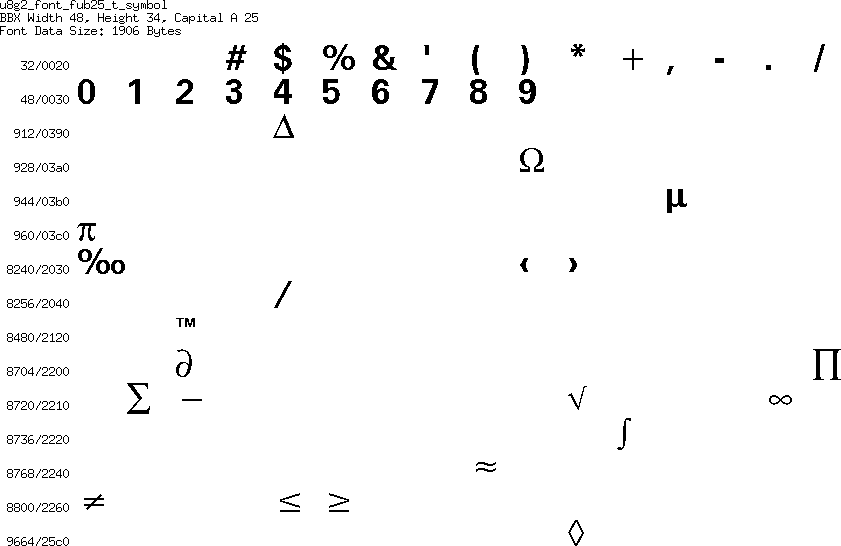 u8g2_font_fub25_t_symbol
BBX Width 48, Height 34, Capital A 25
Font Data Size: 1906 Bytes
32/0020 # $ % & ' ( ) * + , - . /
48/0030 0 1 2 3 4 5 6 7 8 9
912/0390 Δ
928/03a0 Ω
944/03b0 μ
960/03c0 π
8240/2030 ‰ ‹ ›
8256/2040 ⁄
8480/2120 ™
8704/2200 ∂ ∏
8720/2210 ∑ − √ ∞
8736/2220 ∫
8768/2240 ≈
8800/2260 ≠ ≤ ≥
9664/25c0 ◊